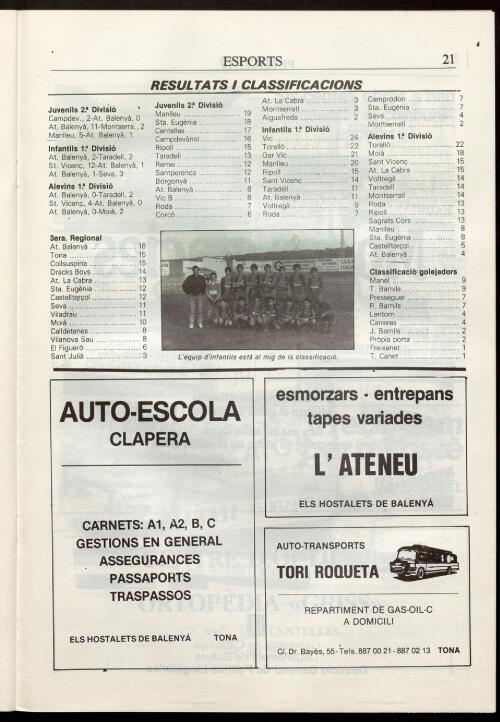 ESPORTS
21
RESULTATS I CLASSIFICACIONS
Juvenils 2.ª Divisió
Campdev., 2-At. Balenyà, 0
At. Balenyà, 11-Montserra., 2
Manlleu, 5-At. Balenyà, 1
Infantils 1.ª Divisió
At. Balenyà, 2-Taradell, 2
St. Vicenç, 12-At. Balenyà, 1
At. Balenyà, 1-Seva, 3
Alevins 1.ª Divisió
At. Balenyà, 0-Taradell, 2
St. Vicenç, 4-At. Balenyà, 0
At. Balenyà, 0-Moià, 2
3era. Regional
At. Balenyà 18
Tona 15
Collsuspina 15
Dracks Boys 14
At. La Cabra 13
Sta. Eugènia 12
Castellterçol 12
Seva 11
Viladrau 11
Moià 10
Calldetenes 8
Vilanova Sau 8
El Figueró 6
Sant Julià 3
Juvenils 2.ª Divisió
Manlleu 19
Sta. Eugènia 18
Centelles 17
Campdevànol 16
Ripoll 15
Taradell 13
Remei 12
Santperenca 12
Borgonyà 11
At. Balenyà 8
Vic B 8
Roda 7
Corcó 6
At. La Cabra 3
Montserratí 3
Aiguafreda 2
Infantils 1.ª Divisió
Vic 24
Torelló 22
Oar Vic 21
Manlleu 20
Ripoll 15
Sant Vicenç 14
Taradell 11
At. Balenyà 11
Voltregà 9
Roda 7
Camprodon 7
Sta. Eugènia 7
Seva 4
Montserratí 2
Alevins 1.ª Divisió
Torelló 22
Moià 18
Sant Vicenç 15
At. La Cabra 15
Voltregà 14
Taradell 14
Montserratí 14
Roda 13
Ripoll 13
Sagrats Cors 13
Manlleu 8
Sta. Eugènia 8
Castellterçol 5
At. Balenyà 4
Classificació golejadors
Manel 9
T. Barnils 9
Presseguer 7
R. Barnils 7
Lentorn 4
Carreres 4
J. Barnils 2
Pròpia porta 2
Freixenet 1
T. Canet 1
L'equip d'infantils està al mig de la classificació.
AUTO-ESCOLA
CLAPERA
CARNETS: A1, A2, B, C
GESTIONS EN GENERAL
ASSEGURANCES
PASSAPORTS
TRASPASSOS
ELS HOSTALETS DE BALENYÀ TONA
esmorzars - entrepans
tapes variades
L'ATENEU
ELS HOSTALETS DE BALENYÀ
AUTO-TRANSPORTS
TORI ROQUETA
REPARTIMENT DE GAS-OIL-C
A DOMICILI
C/. Dr. Bayès, 55 - Tels. 887 00 21 - 887 02 13 TONA